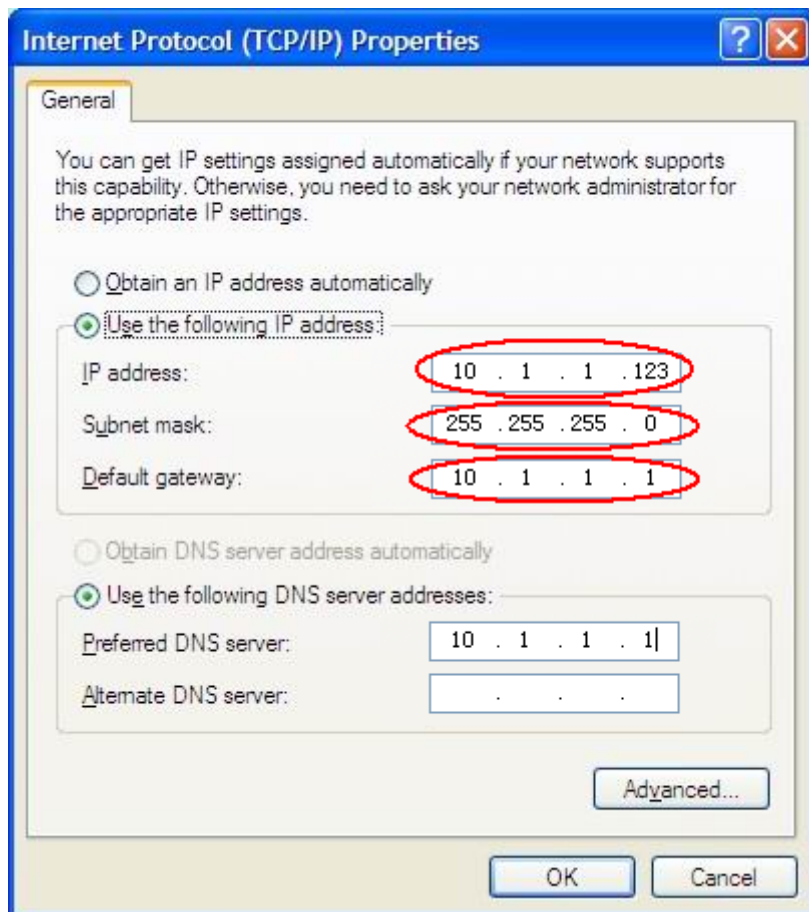 Internet Protocol (TCP/IP) Properties
General
You can get IP settings assigned automatically if your network supports
this capability. Otherwise, you need to ask your network administrator for
the appropriate IP settings.
Obtain an IP address automatically
Use the following IP address:
IP address: 10 . 1 . 1 .123
Subnet mask: 255 .255 .255 . 0
Default gateway: 10 . 1 . 1 . 1
Obtain DNS server address automatically
Use the following DNS server addresses:
Preferred DNS server: 10 . 1 . 1 . 1
Alternate DNS server: . . .
Advanced...
OK Cancel